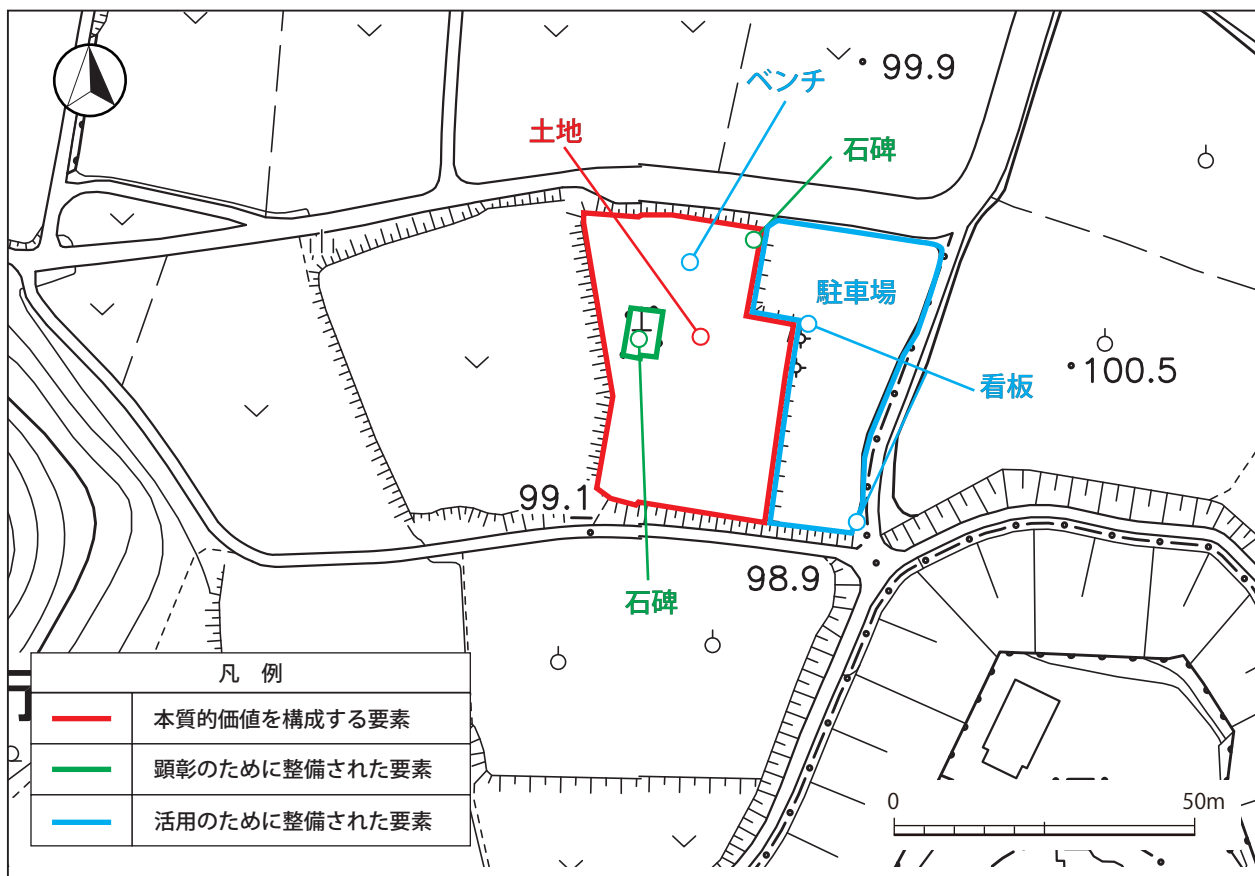 99.9
ベンチ
土地
石碑
駐車場
100.5
看板
99.1
98.9
石碑
凡 例
本質的価値を構成する要素
顕彰のために整備された要素
活用のために整備された要素
0 50m